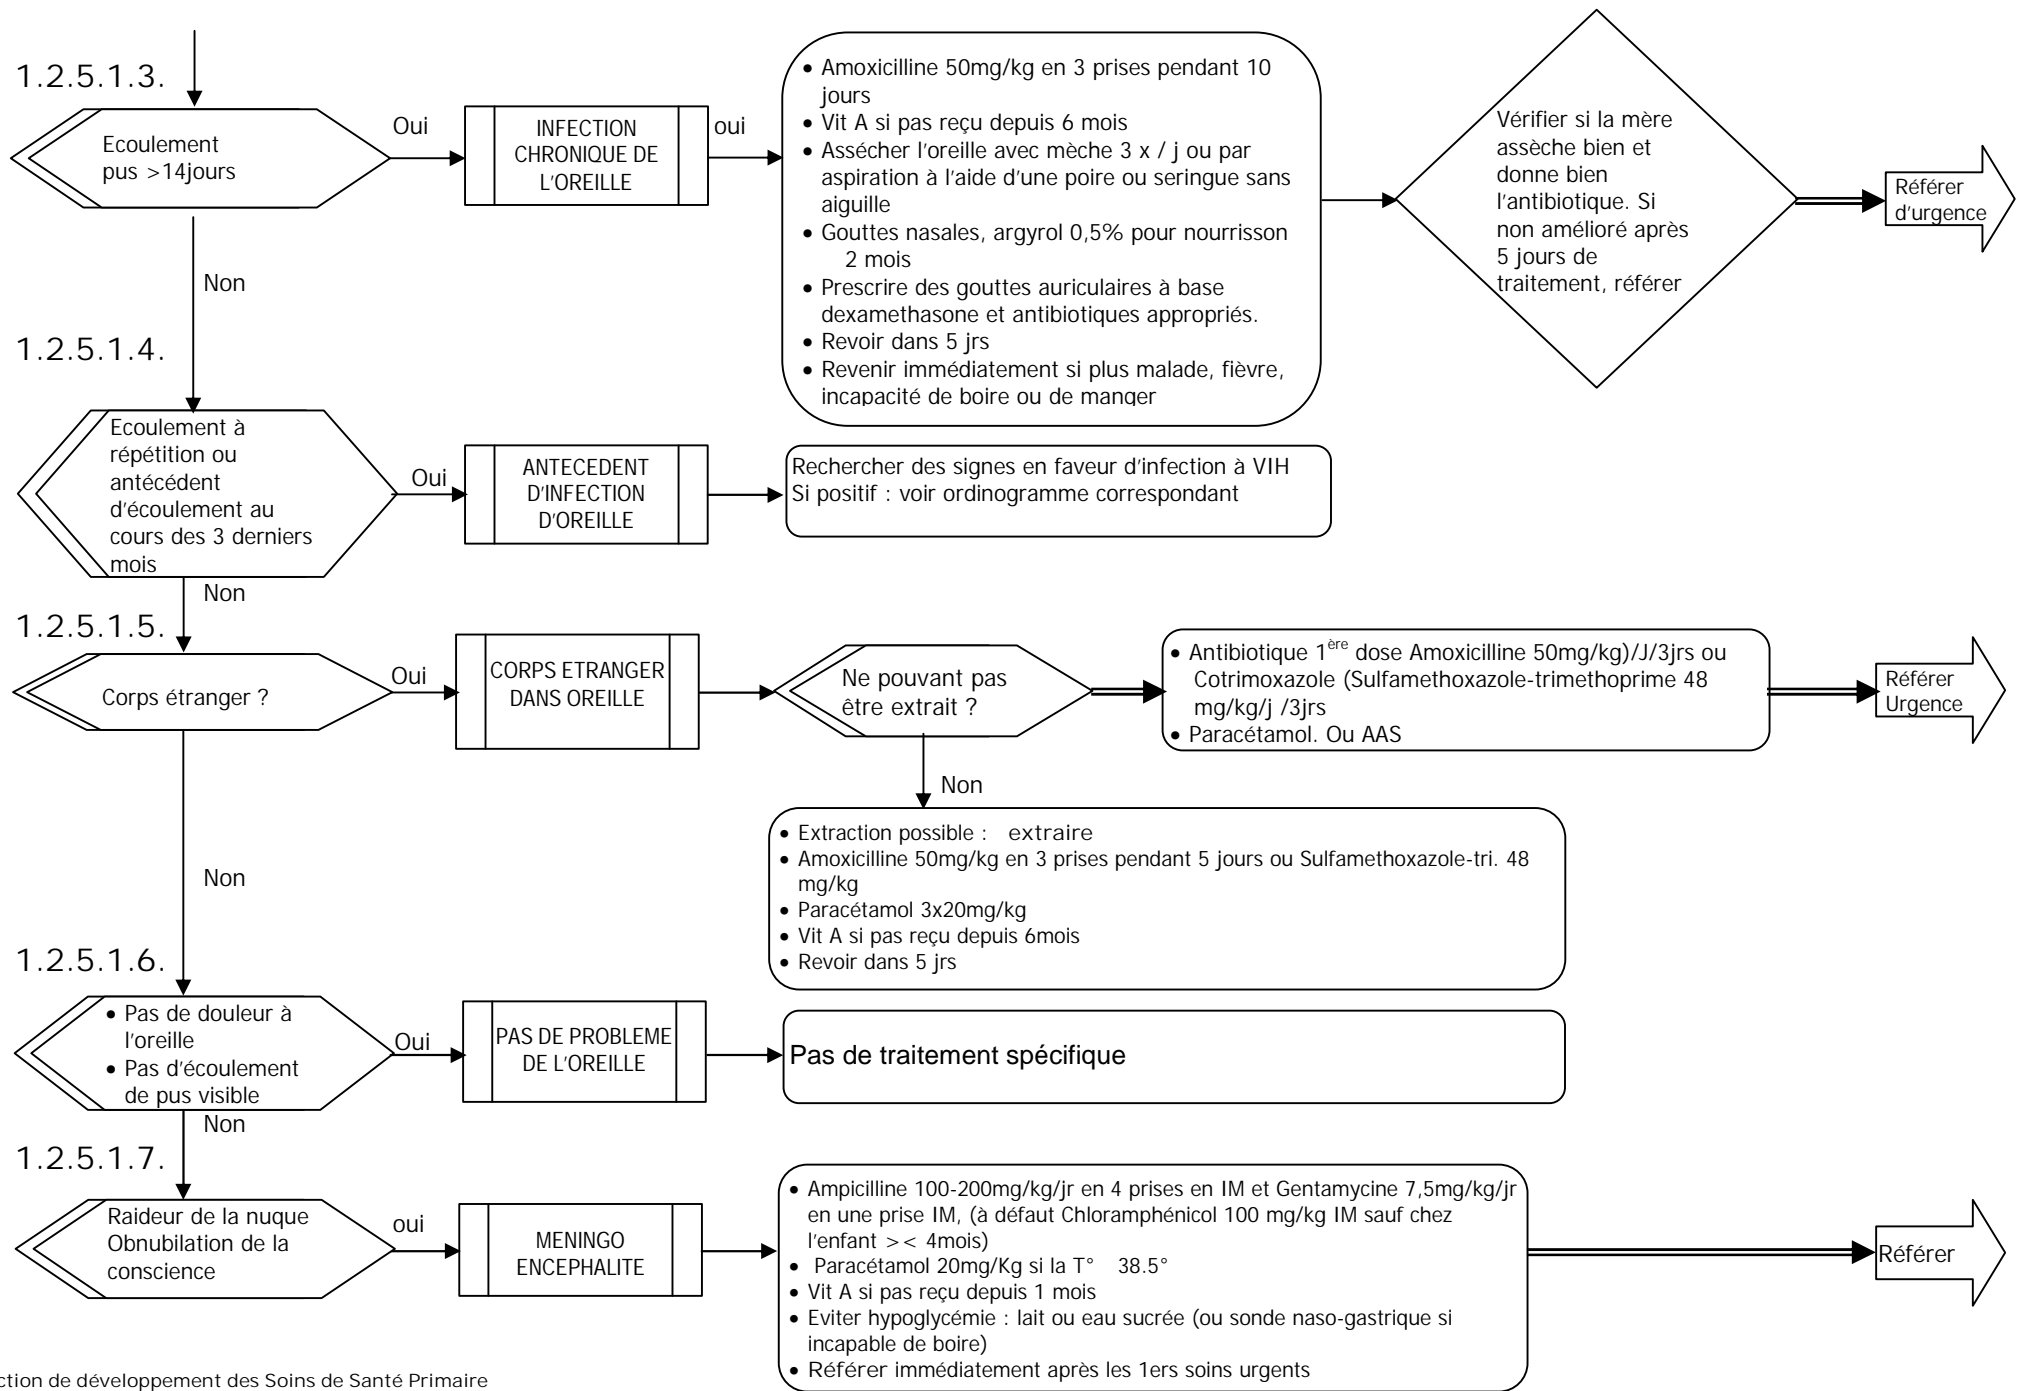 1.2.5.1.3.
Ecoulement
pus >14jours
Oui
INFECTION
CHRONIQUE DE
L'OREILLE
oui
• Amoxicilline 50mg/kg en 3 prises pendant 10
jours
• Vit A si pas reçu depuis 6 mois
• Assécher l'oreille avec mèche 3 x / j ou par
aspiration à l'aide d'une poire ou seringue sans
aiguille
• Gouttes nasales, argyrol 0,5% pour nourrisson
2 mois
• Prescrire des gouttes auriculaires à base
dexamethasone et antibiotiques appropriés.
• Revoir dans 5 jrs
• Revenir immédiatement si plus malade, fièvre,
incapacité de boire ou de manger
Vérifier si la mère
assèche bien et
donne bien
l'antibiotique. Si
non amélioré après
5 jours de
traitement, référer
Référer
d'urgence
Non
1.2.5.1.4.
Ecoulement à
répétition ou
antécédent
d'écoulement au
cours des 3 derniers
mois
Oui
ANTECEDENT
D'INFECTION
D'OREILLE
Rechercher des signes en faveur d'infection à VIH
Si positif : voir ordinogramme correspondant
Non
1.2.5.1.5.
Corps étranger ?
Oui
CORPS ETRANGER
DANS OREILLE
Ne pouvant pas
être extrait ?
• Antibiotique 1ère dose Amoxicilline 50mg/kg)/J/3jrs ou
Cotrimoxazole (Sulfamethoxazole-trimethoprime 48
mg/kg/j /3jrs
• Paracétamol. Ou AAS
Référer
Urgence
Non
• Extraction possible : extraire
• Amoxicilline 50mg/kg en 3 prises pendant 5 jours ou Sulfamethoxazole-tri. 48
mg/kg
• Paracétamol 3x20mg/kg
• Vit A si pas reçu depuis 6mois
• Revoir dans 5 jrs
Non
1.2.5.1.6.
• Pas de douleur à
l'oreille
• Pas d'écoulement
de pus visible
Oui
PAS DE PROBLEME
DE L'OREILLE
Pas de traitement spécifique
Non
1.2.5.1.7.
Raideur de la nuque
Obnubilation de la
conscience
oui
MENINGO
ENCEPHALITE
• Ampicilline 100-200mg/kg/jr en 4 prises en IM et Gentamycine 7,5mg/kg/jr
en une prise IM, (à défaut Chloramphénicol 100 mg/kg IM sauf chez
l'enfant >< 4mois)
• Paracétamol 20mg/Kg si la T° 38.5°
• Vit A si pas reçu depuis 1 mois
• Eviter hypoglycémie : lait ou eau sucrée (ou sonde naso-gastrique si
incapable de boire)
• Référer immédiatement après les 1ers soins urgents
Référer
ction de développement des Soins de Santé Primaire